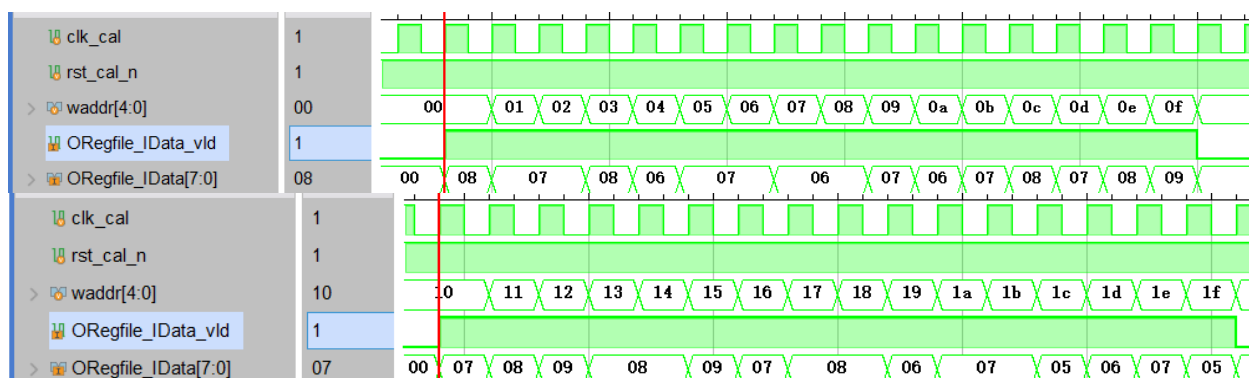 clk_cal 1
rst_cal_n 1
waddr[4:0] 00 00 01 02 03 04 05 06 07 08 09 0a 0b 0c 0d 0e 0f
ORegfile_IData_vld 1
ORegfile_IData[7:0] 08 00 08 07 08 06 07 06 07 06 07 08 07 08 09
clk_cal 1
rst_cal_n 1
waddr[4:0] 10 10 11 12 13 14 15 16 17 18 19 1a 1b 1c 1d 1e 1f
ORegfile_IData_vld 1
ORegfile_IData[7:0] 07 00 07 08 09 08 09 07 08 06 07 05 06 07 05